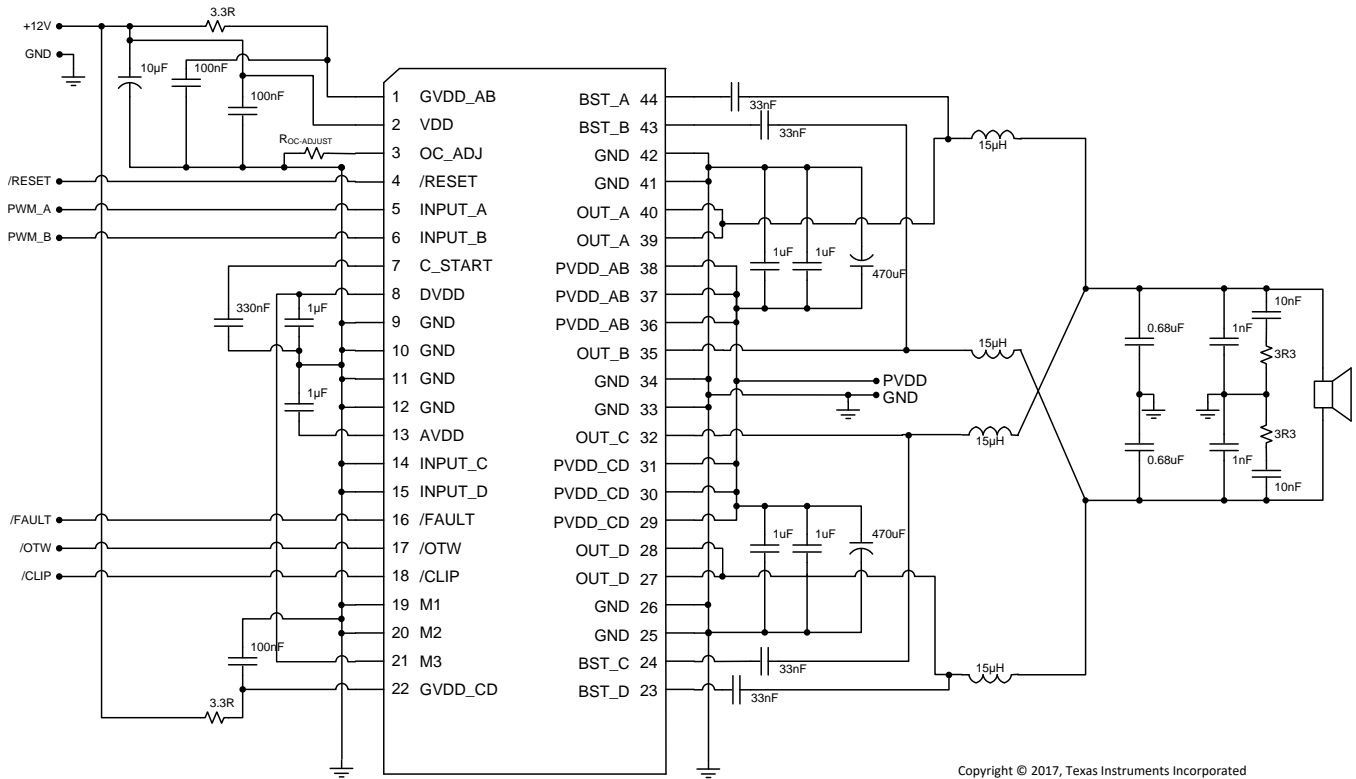 3.3R
+12V
GND
10µF
100nF
100nF
R_OC-ADJUST
/RESET
PWM_A
PWM_B
330nF
1µF
1µF
/FAULT
/OTW
/CLIP
100nF
3.3R
1 GVDD_AB
2 VDD
3 OC_ADJ
4 /RESET
5 INPUT_A
6 INPUT_B
7 C_START
8 DVDD
9 GND
10 GND
11 GND
12 GND
13 AVDD
14 INPUT_C
15 INPUT_D
16 /FAULT
17 /OTW
18 /CLIP
19 M1
20 M2
21 M3
22 GVDD_CD
BST_A 44
BST_B 43
GND 42
GND 41
OUT_A 40
OUT_A 39
PVDD_AB 38
PVDD_AB 37
PVDD_AB 36
OUT_B 35
GND 34
GND 33
OUT_C 32
PVDD_CD 31
PVDD_CD 30
PVDD_CD 29
OUT_D 28
OUT_D 27
GND 26
GND 25
BST_C 24
BST_D 23
33nF
33nF
15µH
1uF
1uF
470uF
15µH
PVDD
GND
15µH
1uF
1uF
470uF
33nF
33nF
15µH
0.68uF
1nF
10nF
3R3
0.68uF
1nF
3R3
10nF
Copyright © 2017, Texas Instruments Incorporated